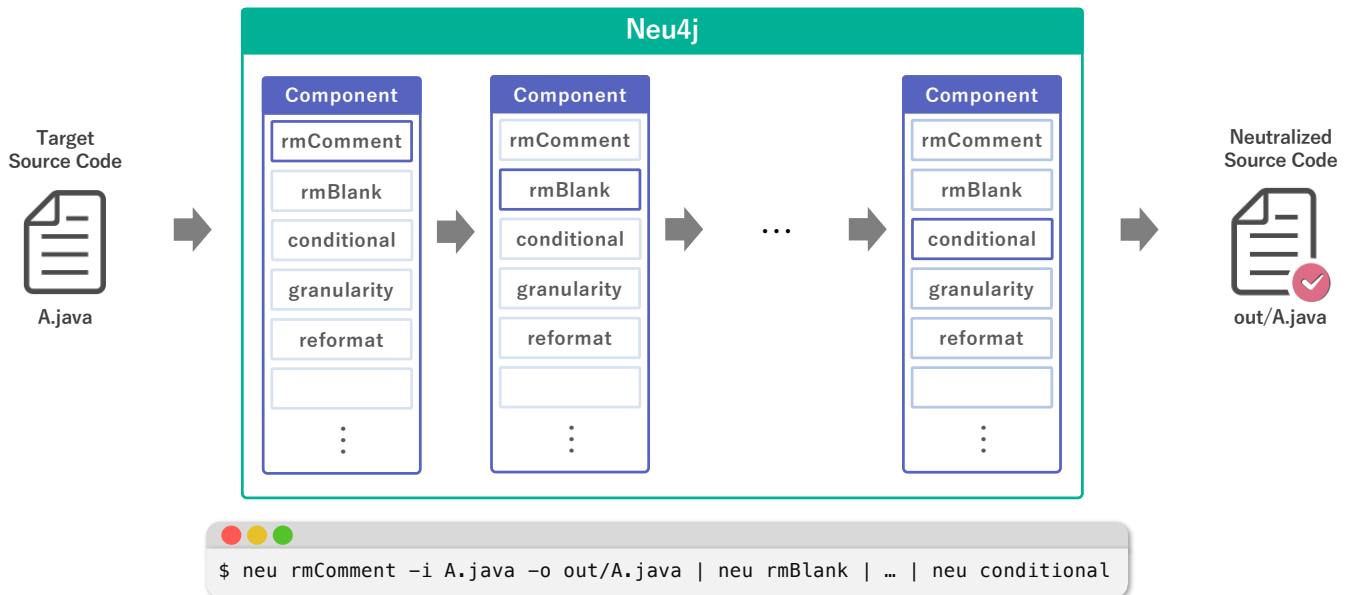 Neu4j
Target
Source Code
A.java
Component
rmComment
rmBlank
conditional
granularity
reformat
⋮
Component
rmComment
rmBlank
conditional
granularity
reformat
⋮
...
Component
rmComment
rmBlank
conditional
granularity
reformat
⋮
Neutralized
Source Code
out/A.java
$ neu rmComment –i A.java –o out/A.java | neu rmBlank | … | neu conditional